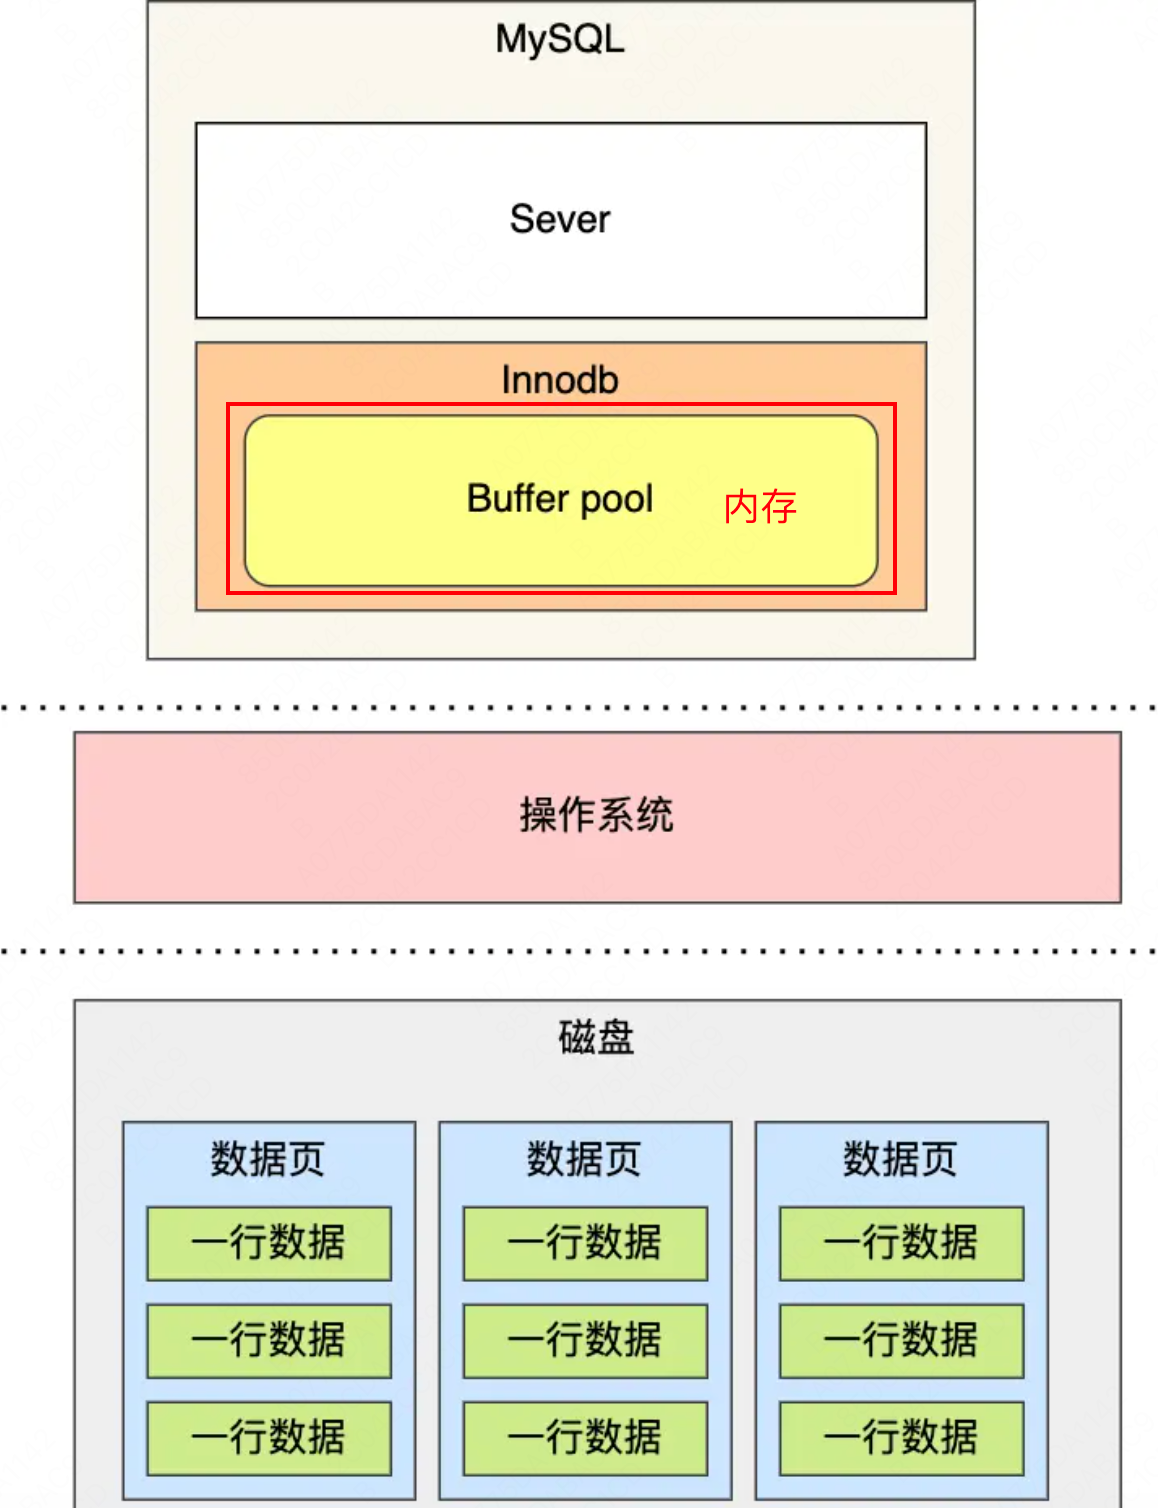 MySQL
Sever
Innodb
Buffer pool 内存
操作系统
磁盘
数据页 数据页 数据页
一行数据 一行数据 一行数据
一行数据 一行数据 一行数据
一行数据 一行数据 一行数据